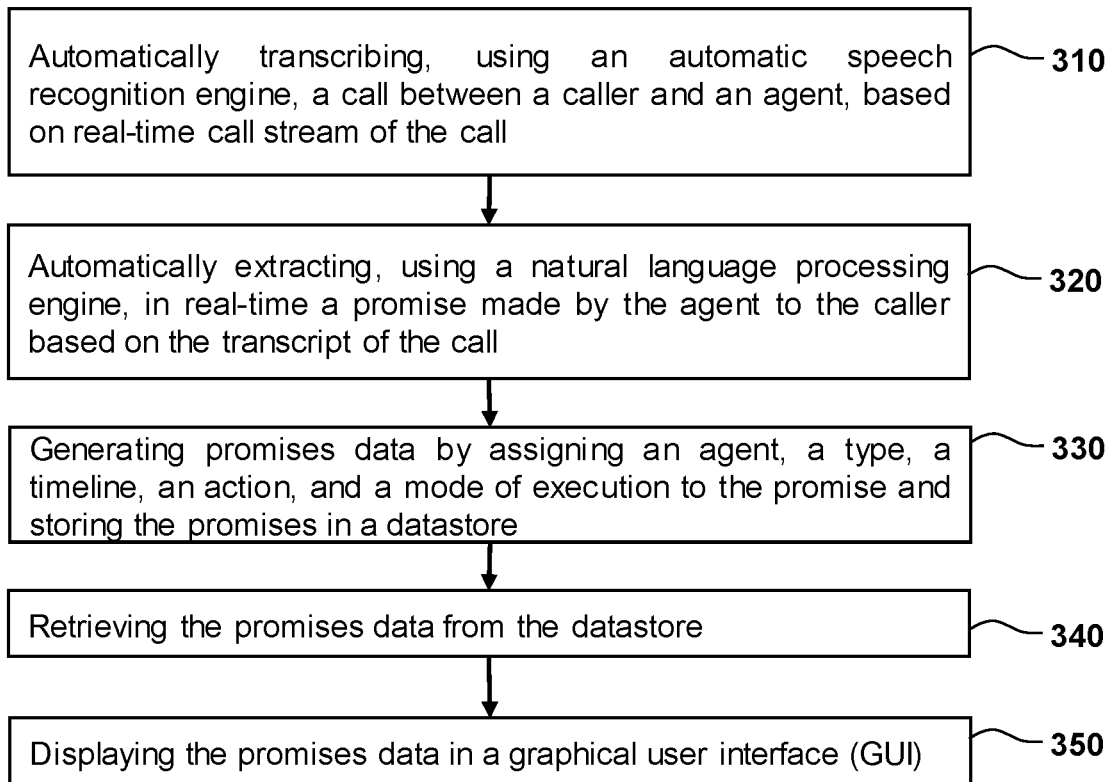 Automatically transcribing, using an automatic speech
recognition engine, a call between a caller and an agent, based
on real-time call stream of the call
310
Automatically extracting, using a natural language processing
engine, in real-time a promise made by the agent to the caller
based on the transcript of the call
320
Generating promises data by assigning an agent, a type, a
timeline, an action, and a mode of execution to the promise and
storing the promises in a datastore
330
Retrieving the promises data from the datastore
340
Displaying the promises data in a graphical user interface (GUI)
350